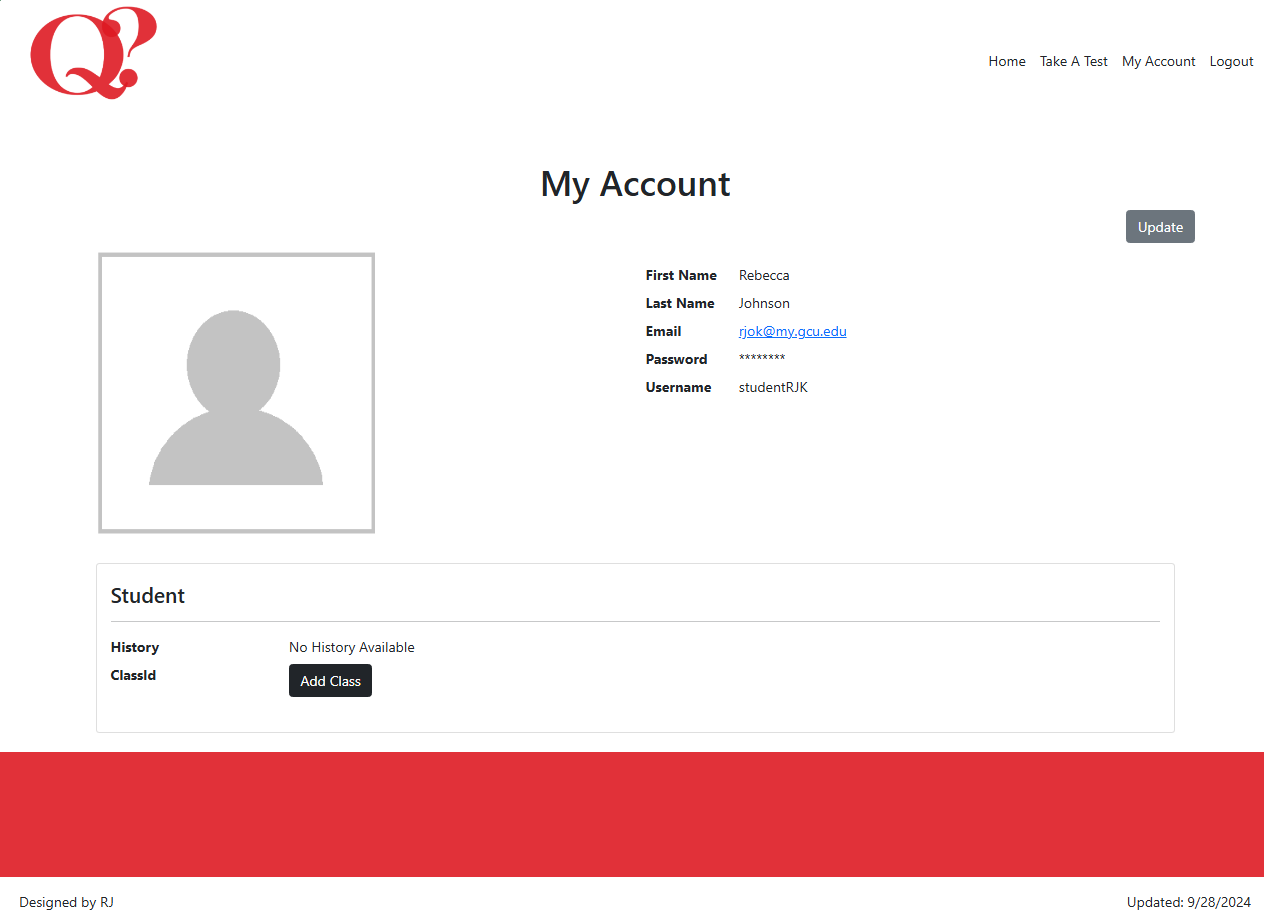 Q?
Home Take A Test My Account Logout
My Account
Update
First Name Rebecca
Last Name Johnson
Email rjok@my.gcu.edu
Password ********
Username studentRJK
Student
History No History Available
ClassId Add Class
Designed by RJ Updated: 9/28/2024